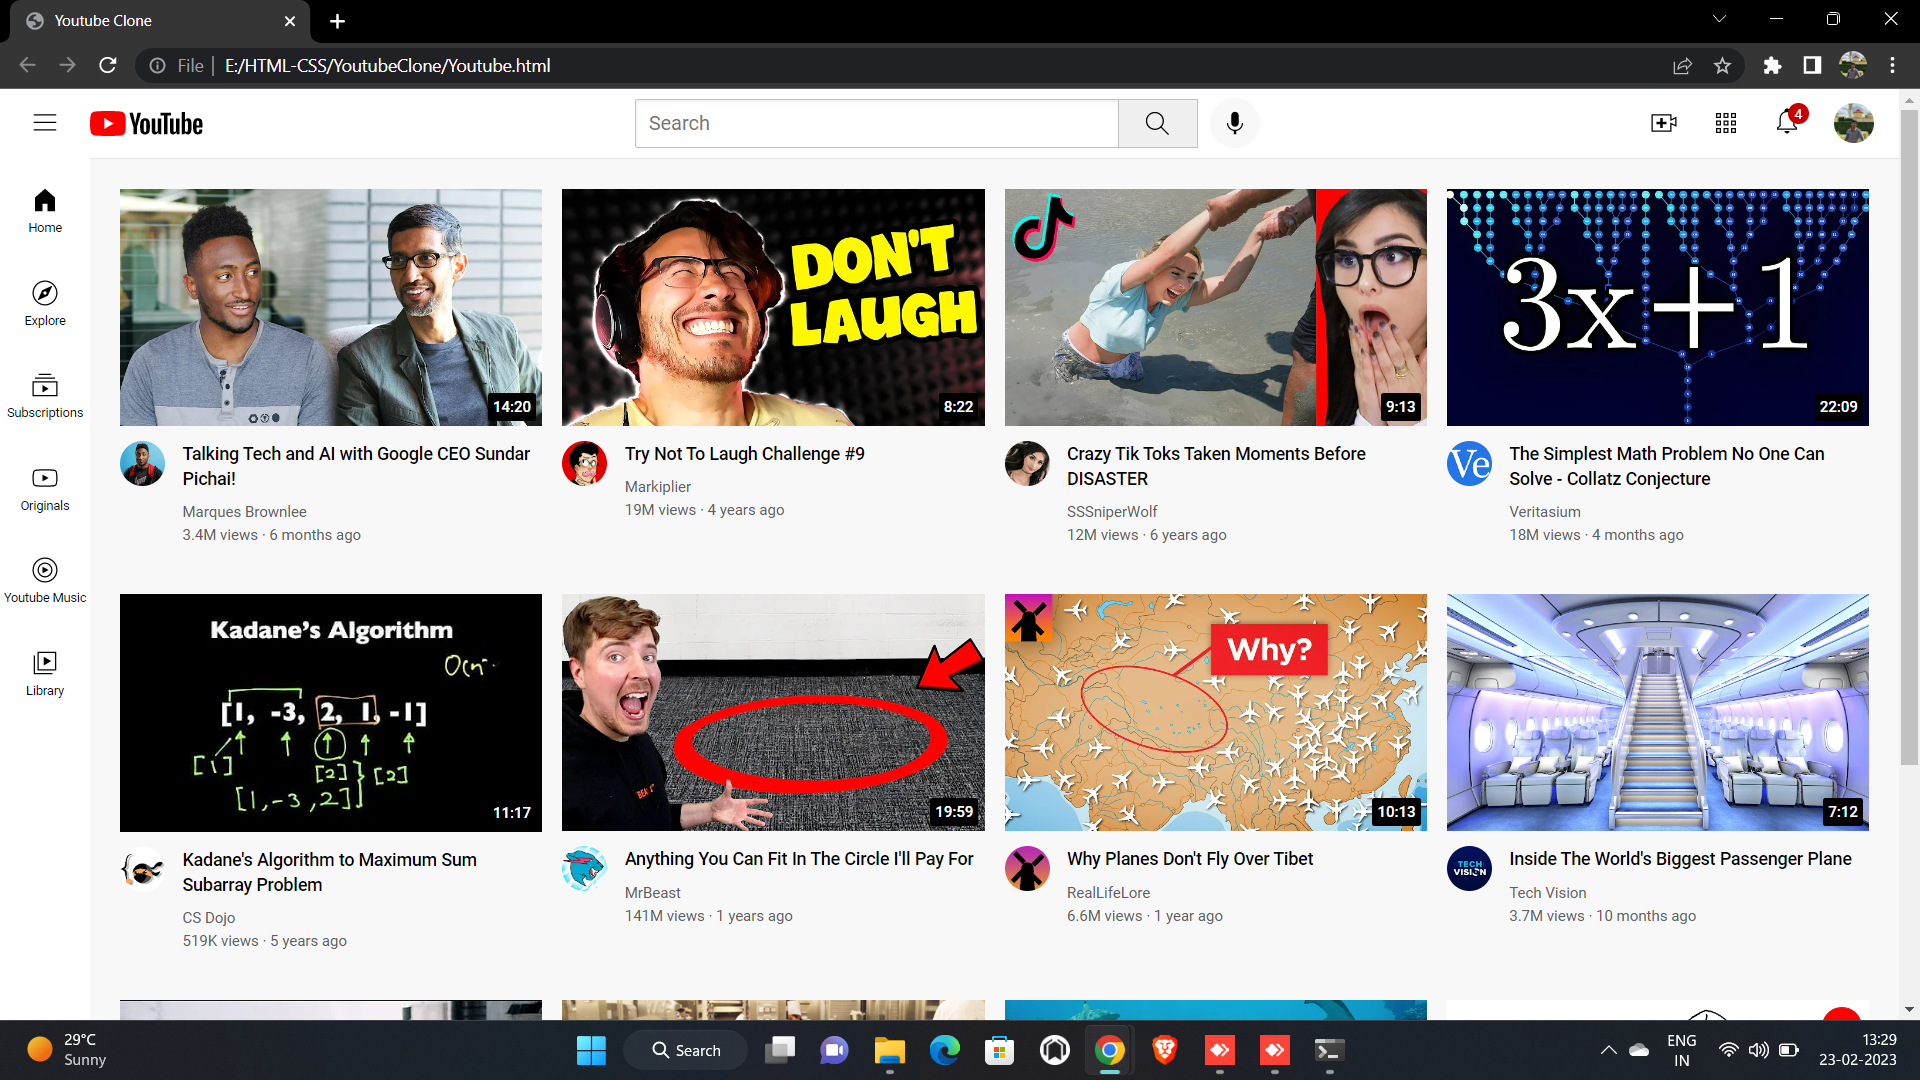 Youtube Clone
File
E:/HTML-CSS/YoutubeClone/Youtube.html
YouTube
Search
4
Home
Explore
Subscriptions
Originals
Youtube Music
Library
14:20
Talking Tech and AI with Google CEO Sundar
Pichai!
Marques Brownlee
3.4M views · 6 months ago
DON'T
LAUGH
8:22
Try Not To Laugh Challenge #9
Markiplier
19M views · 4 years ago
9:13
Crazy Tik Toks Taken Moments Before
DISASTER
SSSniperWolf
12M views · 6 years ago
3x+1
22:09
Ve
The Simplest Math Problem No One Can
Solve - Collatz Conjecture
Veritasium
18M views · 4 months ago
Kadane's Algorithm
[1, -3, 2, 1, -1]
[1]
[2]
[2]
[1,-3,2]
11:17
Kadane's Algorithm to Maximum Sum
Subarray Problem
CS Dojo
519K views · 5 years ago
19:59
Anything You Can Fit In The Circle I'll Pay For
MrBeast
141M views · 1 years ago
Why?
10:13
Why Planes Don't Fly Over Tibet
RealLifeLore
6.6M views · 1 year ago
7:12
TECH
VISION
Inside The World's Biggest Passenger Plane
Tech Vision
3.7M views · 10 months ago
29°C
Sunny
Search
ENG
IN
13:29
23-02-2023